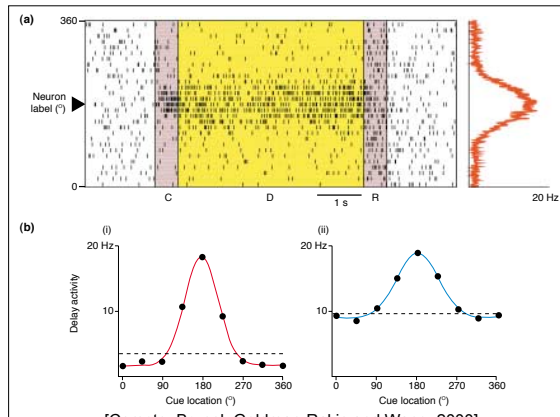 (a)
360
Neuron
label (°)
0
C D R
1 s
20 Hz
(b)
(i) (ii)
20 Hz 20 Hz
Delay activity
10 10
0 90 180 270 360 0 90 180 270 360
Cue location (°) Cue location (°)